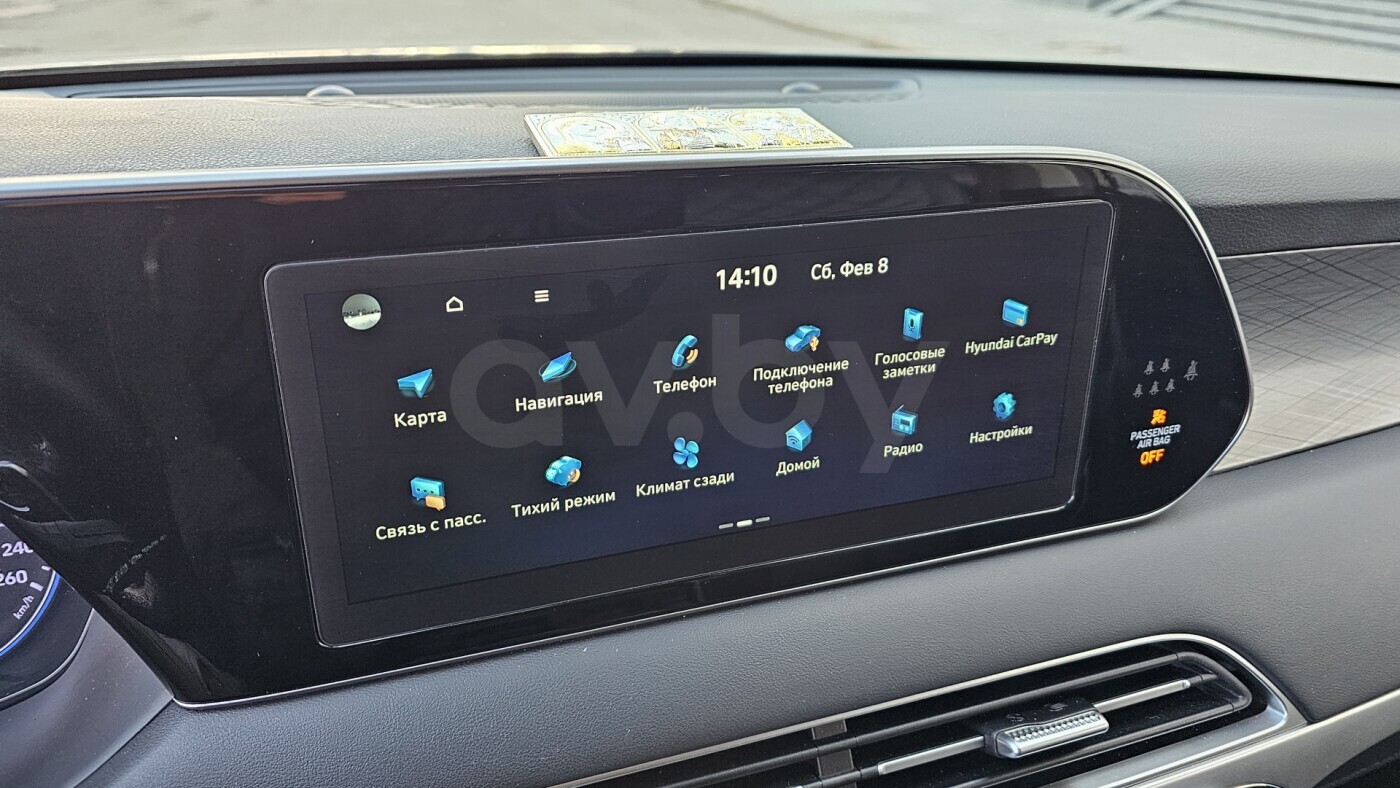 14:10 Сб, Фев 8
Карта
Навигация
Телефон
Подключение
телефона
Голосовые
заметки
Hyundai CarPay
Связь с пасс.
Тихий режим
Климат сзади
Домой
Радио
Настройки
PASSENGER
AIR BAG
OFF
240
260
km/h
av.by